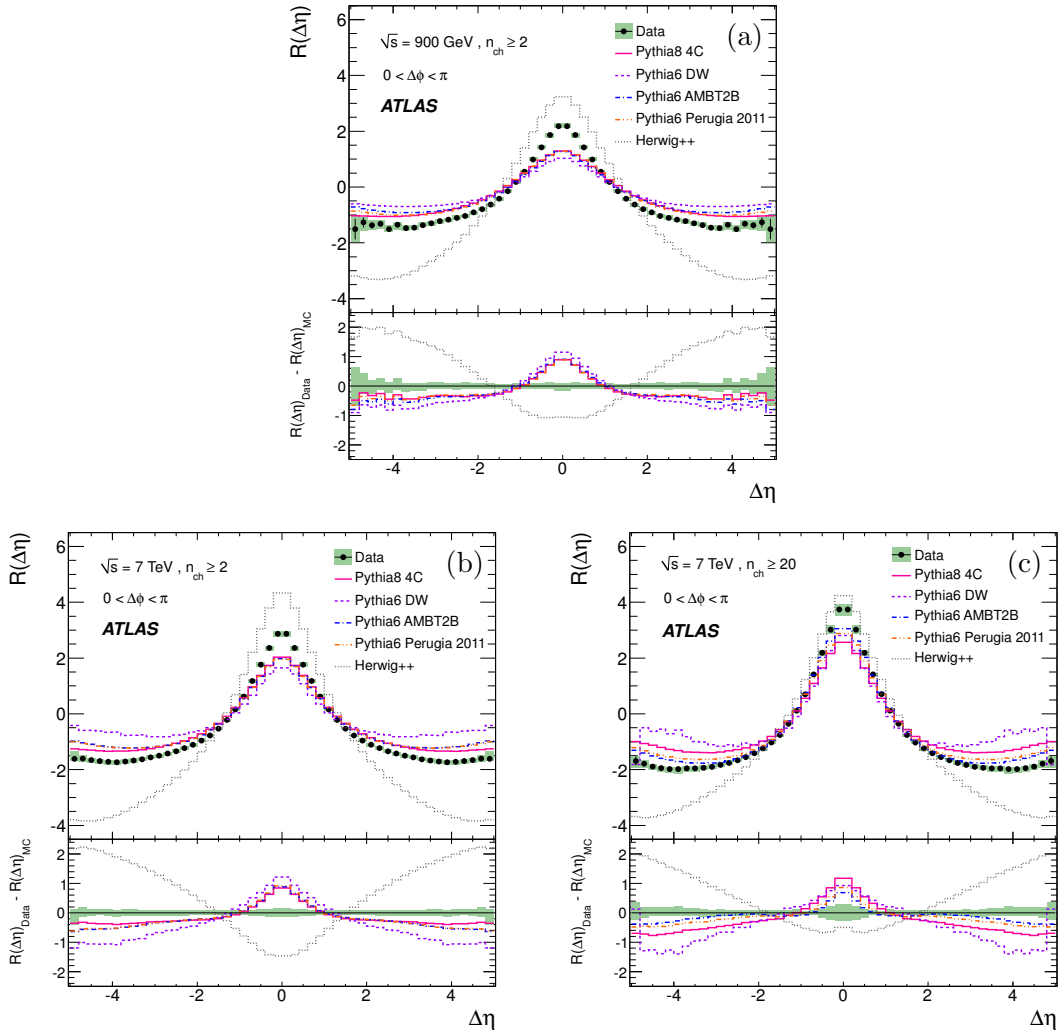 R(Δη)
6
4
2
0
-2
-4
√s = 900 GeV , n_ch ≥ 2
0 < Δϕ < π
ATLAS
(a)
Data
Pythia8 4C
Pythia6 DW
Pythia6 AMBT2B
Pythia6 Perugia 2011
Herwig++
R(Δη)_Data - R(Δη)_MC
2
1
0
-1
-2
-4 -2 0 2 4
Δη
R(Δη)
6
4
2
0
-2
-4
√s = 7 TeV , n_ch ≥ 2
0 < Δϕ < π
ATLAS
(b)
Data
Pythia8 4C
Pythia6 DW
Pythia6 AMBT2B
Pythia6 Perugia 2011
Herwig++
R(Δη)_Data - R(Δη)_MC
2
1
0
-1
-2
-4 -2 0 2 4
Δη
R(Δη)
6
4
2
0
-2
-4
√s = 7 TeV , n_ch ≥ 20
0 < Δϕ < π
ATLAS
(c)
Data
Pythia8 4C
Pythia6 DW
Pythia6 AMBT2B
Pythia6 Perugia 2011
Herwig++
R(Δη)_Data - R(Δη)_MC
2
1
0
-1
-2
-4 -2 0 2 4
Δη